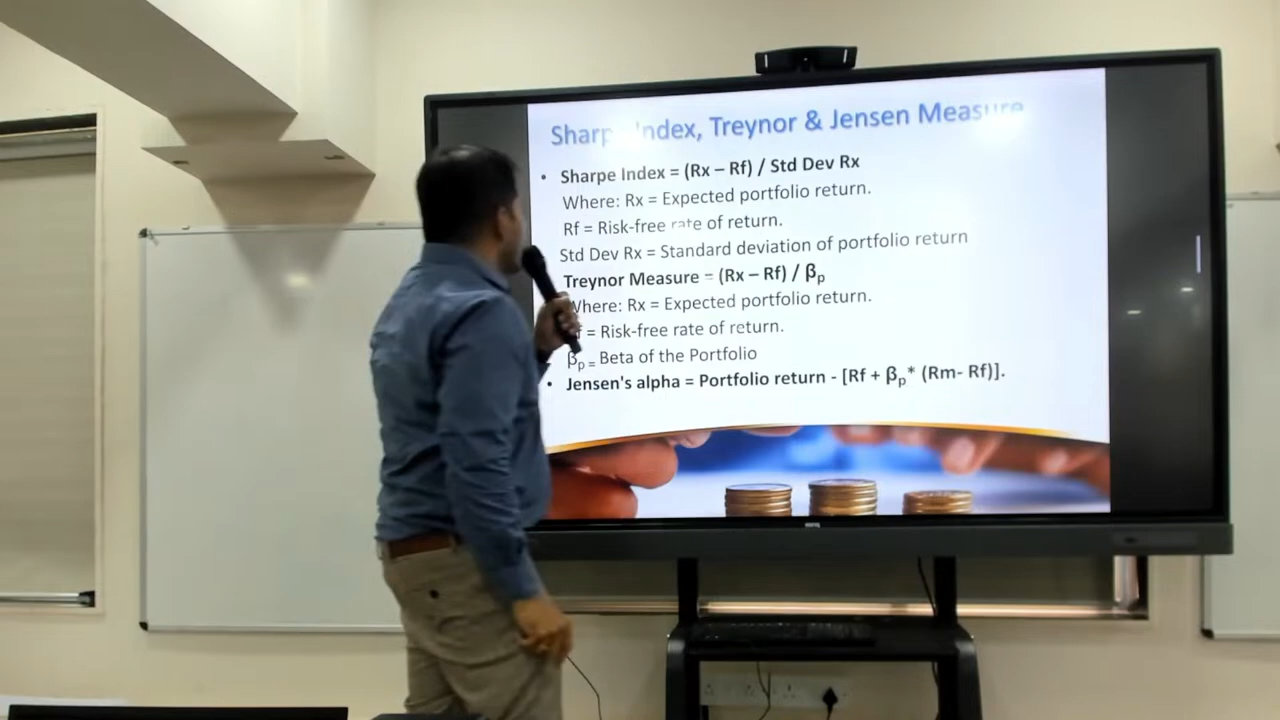 Sharp Index, Treynor & Jensen Measure
• Sharpe Index = (Rx – Rf) / Std Dev Rx
Where: Rx = Expected portfolio return.
Rf = Risk-free rate of return.
Std Dev Rx = Standard deviation of portfolio return
Treynor Measure = (Rx – Rf) / βp
Where: Rx = Expected portfolio return.
f = Risk-free rate of return.
βp = Beta of the Portfolio
• Jensen's alpha = Portfolio return - [Rf + βp* (Rm- Rf)].